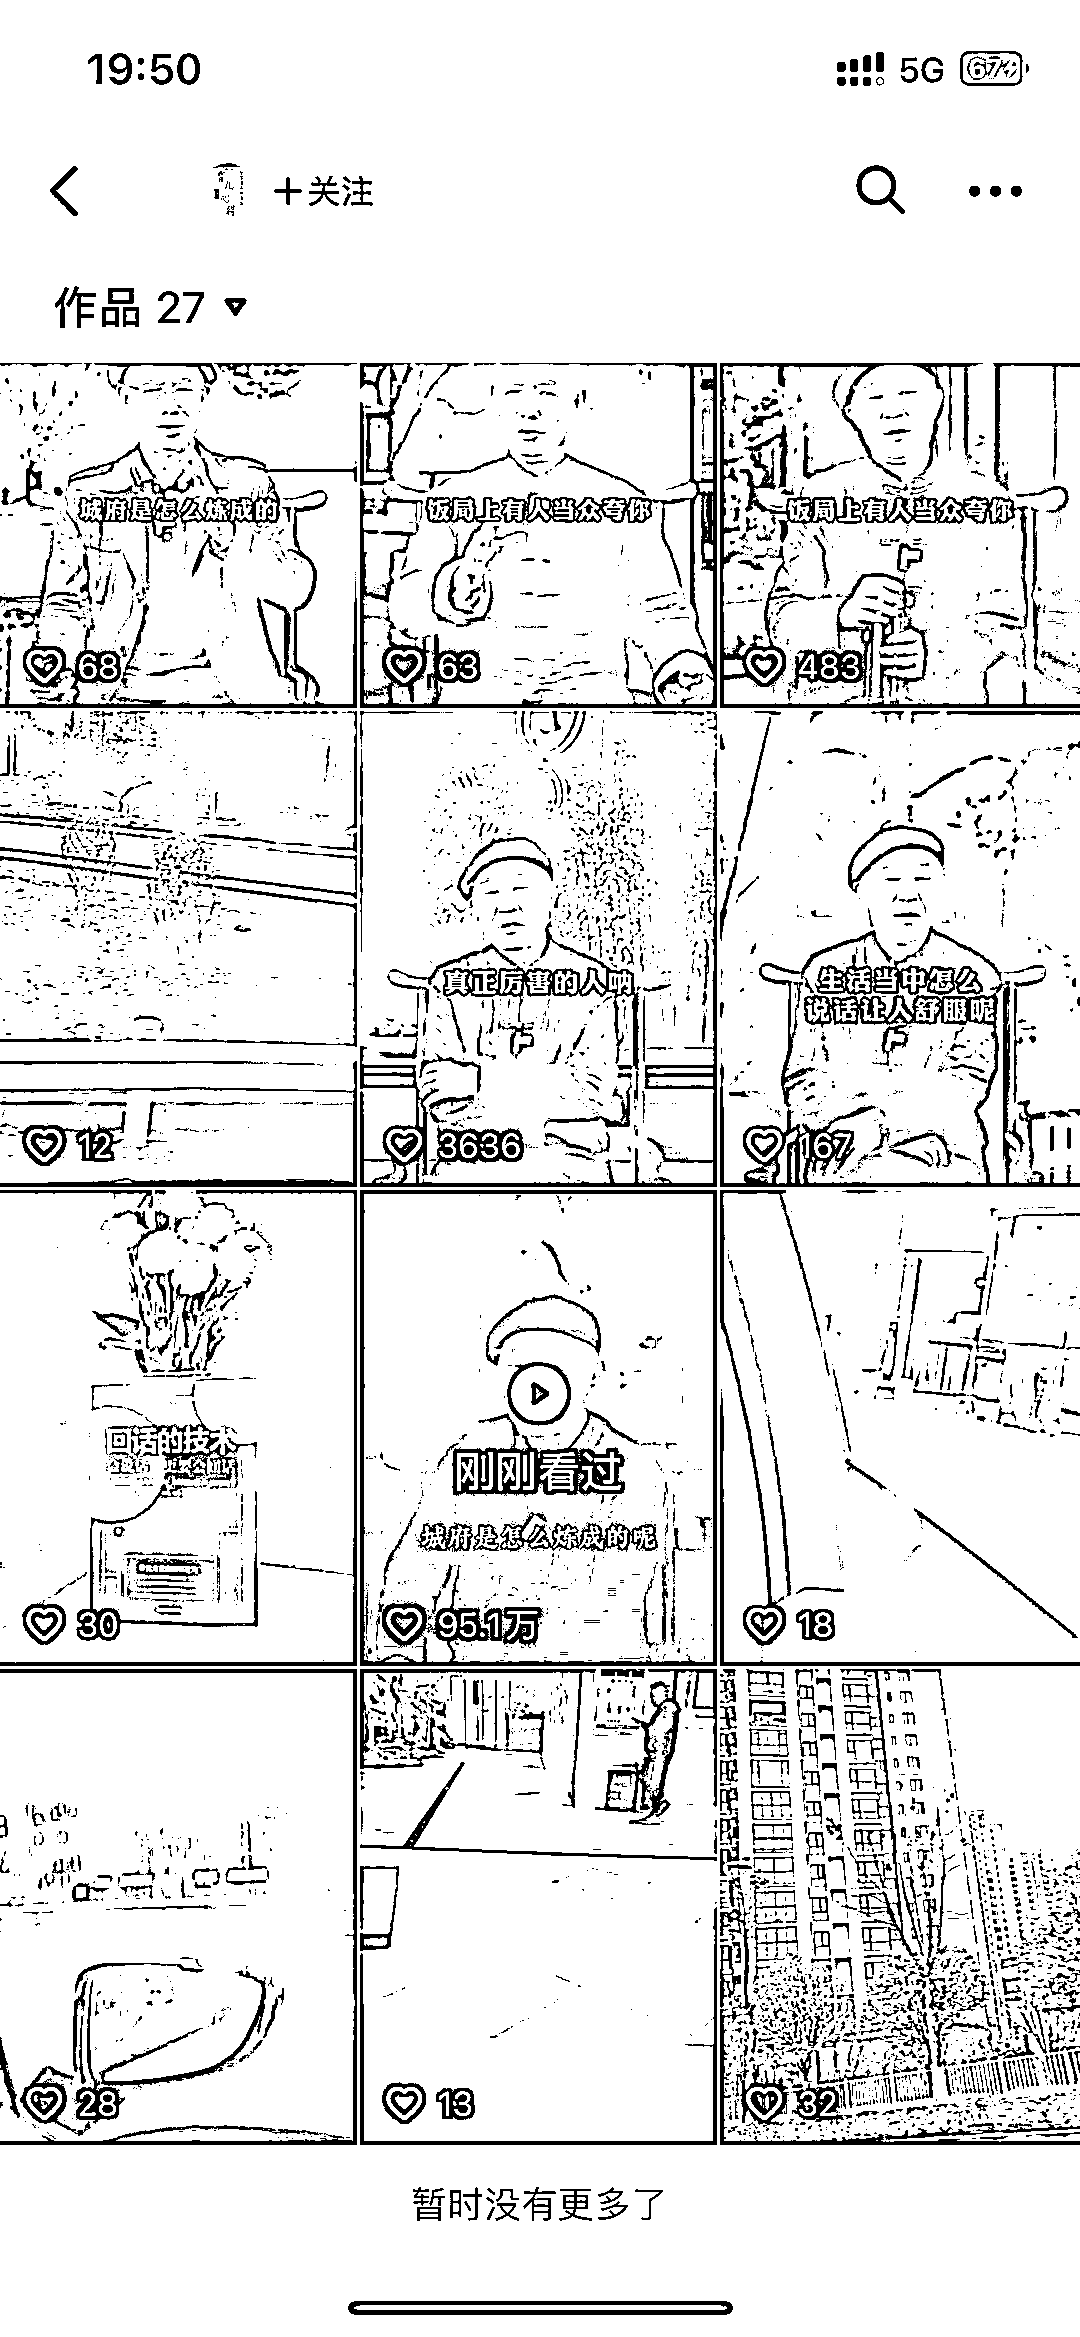 19:50
5G 67
+关注
作品 27
城府是怎么炼成的
饭局上有人当众夸你
饭局上有人当众夸你
68
63
483
真正厉害的人呐
生活当中怎么
说话让人舒服呢
12
3636
167
回话的技术
刚刚看过
城府是怎么炼成的呢
30
95.1万
18
28
13
32
暂时没有更多了